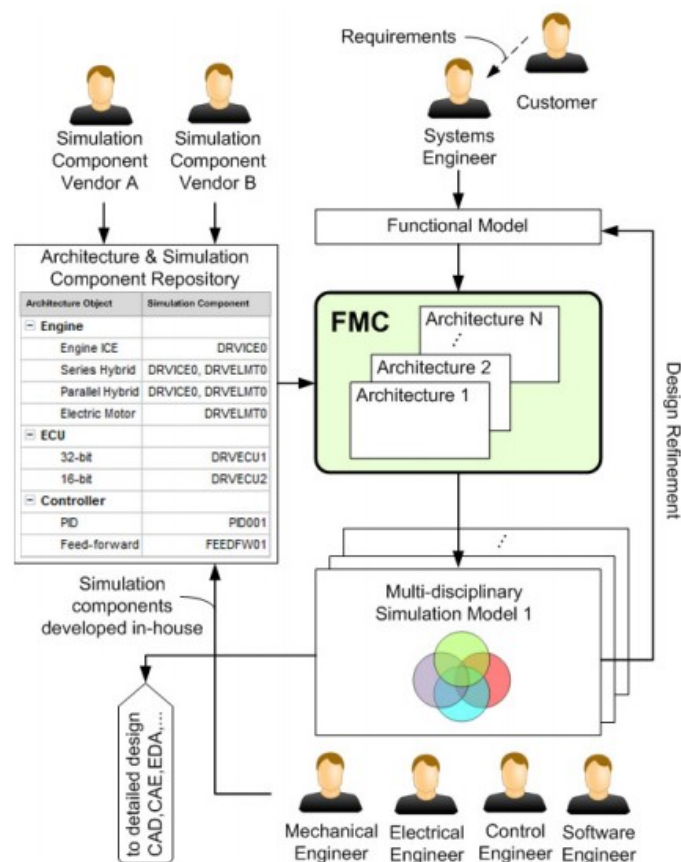 Requirements
Customer
Systems
Engineer
Simulation
Component
Vendor A
Simulation
Component
Vendor B
Functional Model
Architecture & Simulation
Component Repository
Architecture Object Simulation Component
Engine
Engine ICE DRVICE0
Series Hybrid DRVICE0, DRVELMT0
Parallel Hybrid DRVICE0, DRVELMT0
Electric Motor DRVELMT0
ECU
32-bit DRVECU1
16-bit DRVECU2
Controller
PID PID001
Feed-forward FEEDFW01
FMC
Architecture N
⋮
Architecture 2
Architecture 1
Design Refinement
Simulation
components
developed in-house
⋮
Multi-disciplinary
Simulation Model 1
to detailed design
CAD,CAE,EDA,...
Mechanical
Engineer
Electrical
Engineer
Control
Engineer
Software
Engineer